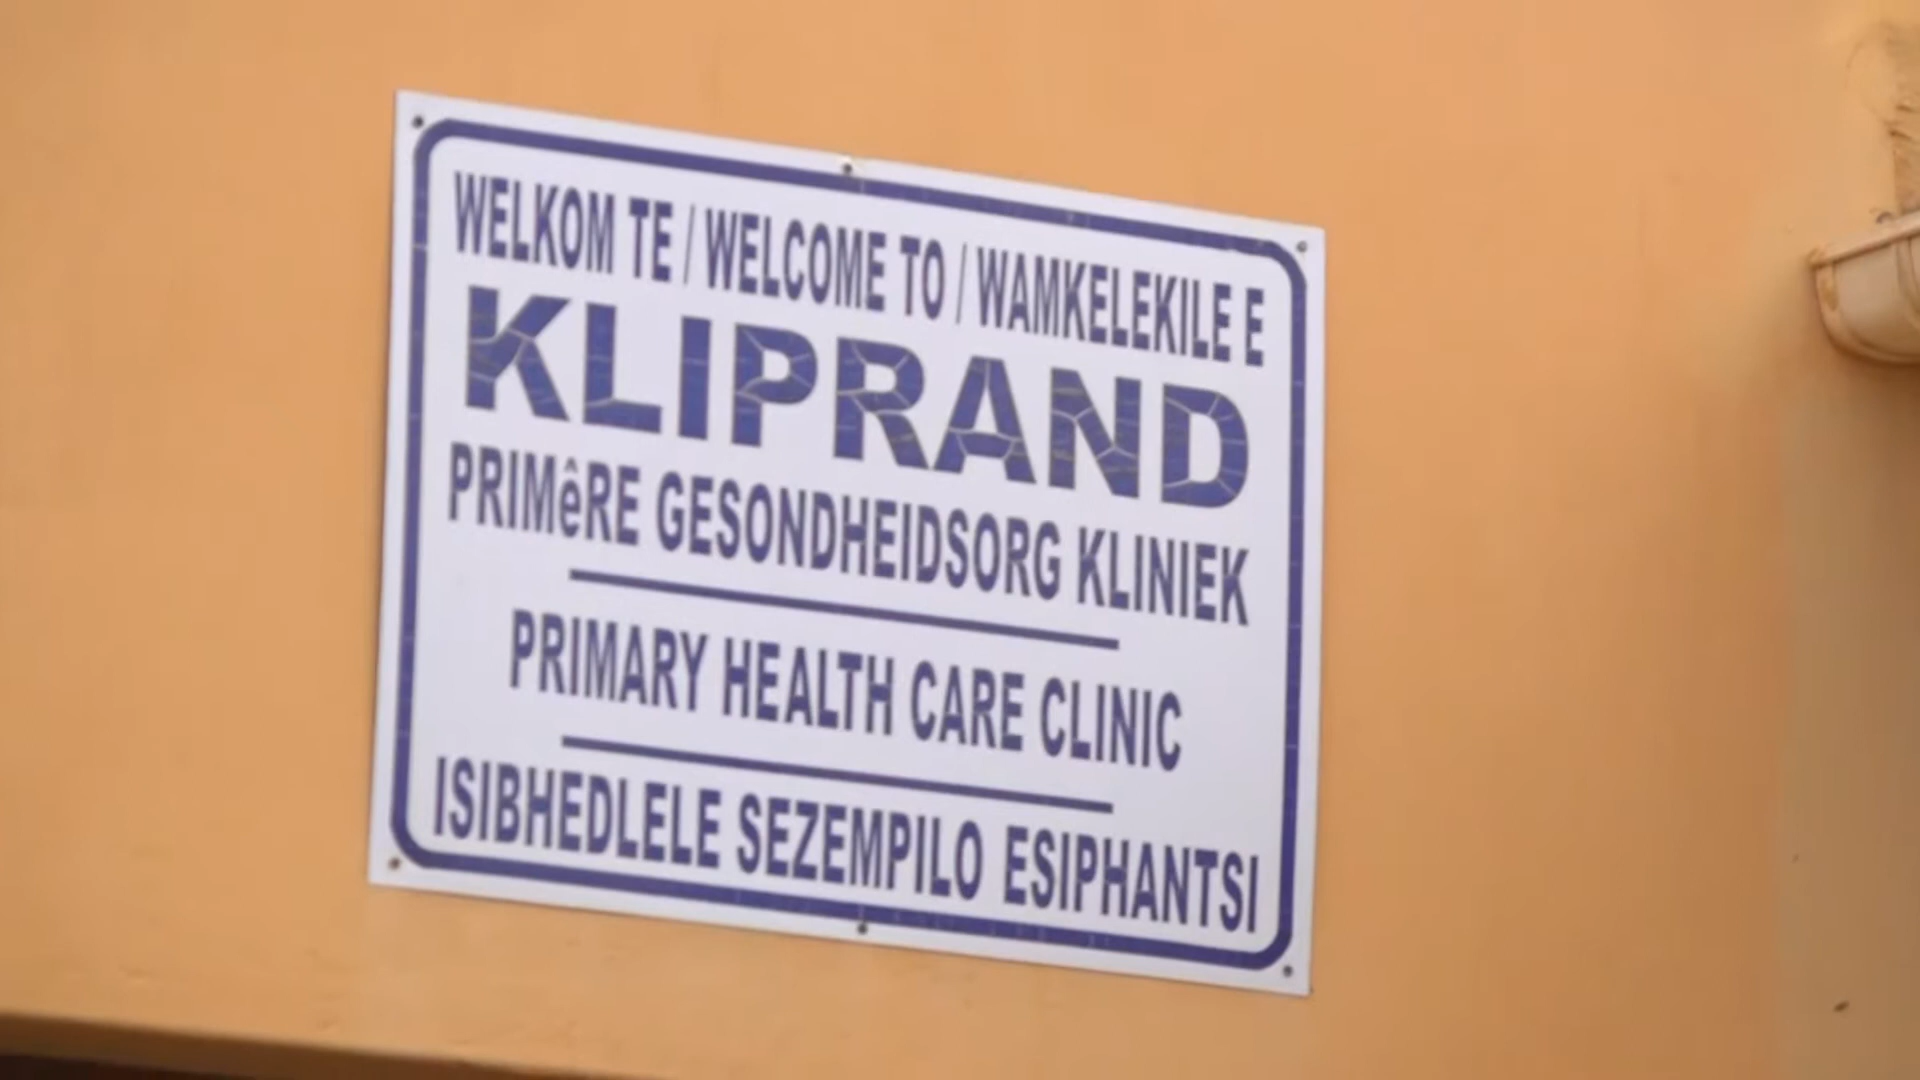 WELKOM TE / WELCOME TO / WAMKELEKILE E
KLIPRAND
PRIMêRE GESONDHEIDSORG KLINIEK
PRIMARY HEALTH CARE CLINIC
ISIBHEDLELE SEZEMPILO ESIPHANTSI